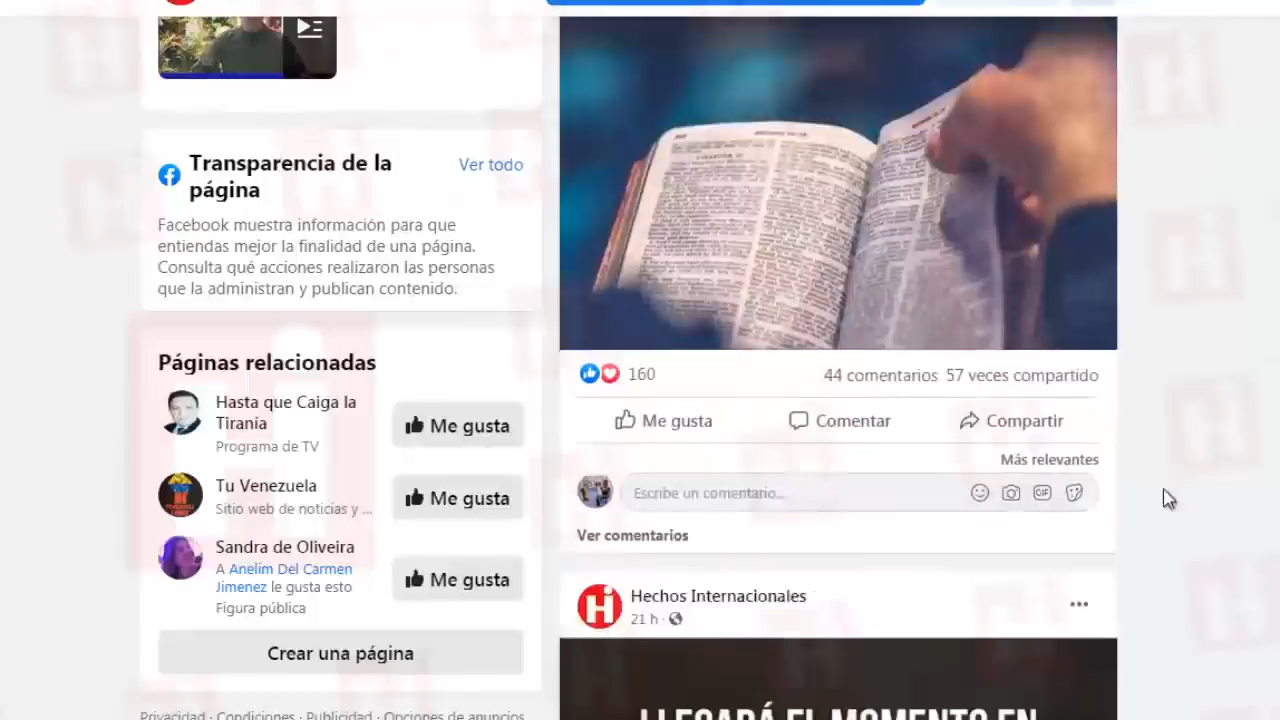 Transparencia de la
página
Ver todo
Facebook muestra información para que
entiendas mejor la finalidad de una página.
Consulta qué acciones realizaron las personas
que la administran y publican contenido.
Páginas relacionadas
Hasta que Caiga la
Tiranía
Programa de TV
Me gusta
Tu Venezuela
Sitio web de noticias y ...
Me gusta
Sandra de Oliveira
A Anelím Del Carmen
Jimenez le gusta esto
Figura pública
Me gusta
Crear una página
Privacidad · Condiciones · Publicidad · Opciones de anuncios
160
44 comentarios 57 veces compartido
Me gusta Comentar Compartir
Más relevantes
Escribe un comentario...
GIF
Ver comentarios
Hi
Hechos Internacionales
21 h ·
LLEGARÁ EL MOMENTO EN